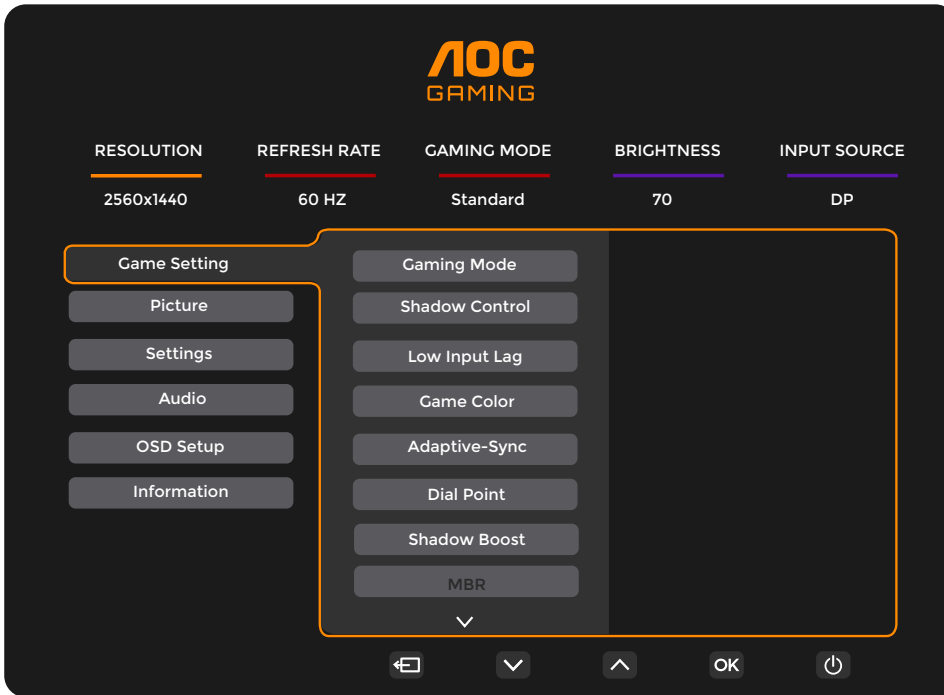 AOC
GAMING
RESOLUTION REFRESH RATE GAMING MODE BRIGHTNESS INPUT SOURCE
2560x1440 60 HZ Standard 70 DP
Game Setting
Picture
Settings
Audio
OSD Setup
Information
Gaming Mode
Shadow Control
Low Input Lag
Game Color
Adaptive-Sync
Dial Point
Shadow Boost
MBR
OK